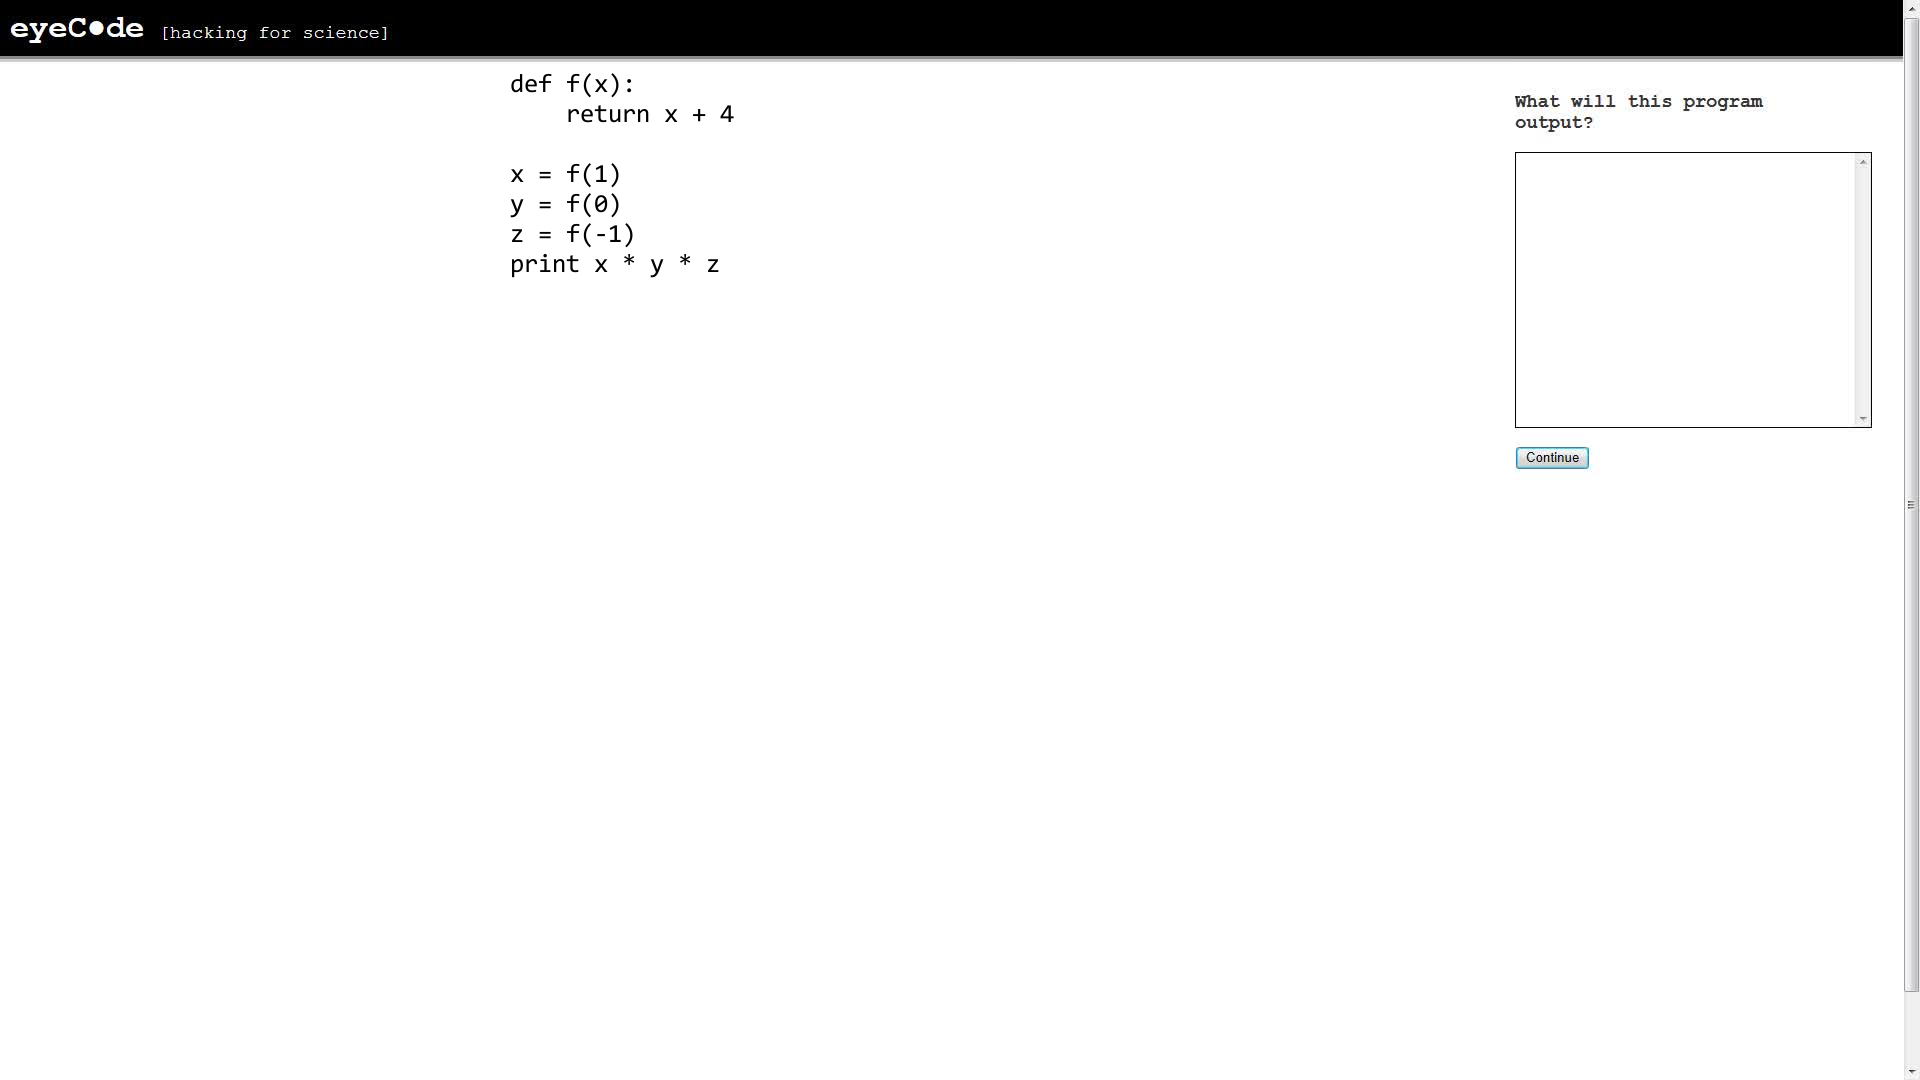 eyeC●de [hacking for science]
def f(x):
    return x + 4
x = f(1)
y = f(0)
z = f(-1)
print x * y * z
What will this program
output?
Continue